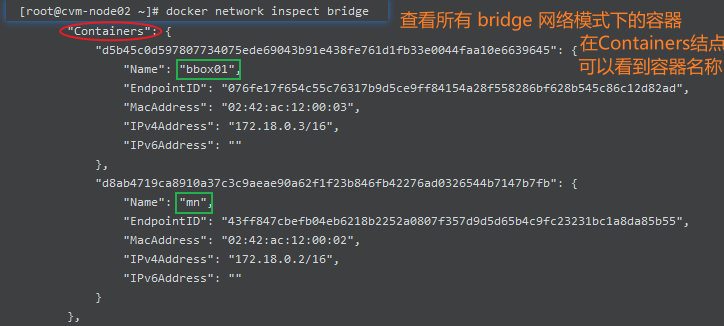 [root@cvm-node02 ~]# docker network inspect bridge
查看所有 bridge 网络模式下的容器
在Containers结点
可以看到容器名称
"Containers": {
"d5b45c0d597807734075ede69043b91e438fe761d1fb33e0044faa10e6639645": {
"Name": "bbox01",
"EndpointID": "076fe17f654c55c76317b9d5ce9ff84154a28f558286bf628b545c86c12d82ad",
"MacAddress": "02:42:ac:12:00:03",
"IPv4Address": "172.18.0.3/16",
"IPv6Address": ""
},
"d8ab4719ca8910a37c3c9aeae90a62f1f23b846fb42276ad0326544b7147b7fb": {
"Name": "mn",
"EndpointID": "43ff847cbefb04eb6218b2252a0807f357d9d5d65b4c9fc23231bc1a8da85b55",
"MacAddress": "02:42:ac:12:00:02",
"IPv4Address": "172.18.0.2/16",
"IPv6Address": ""
}
},